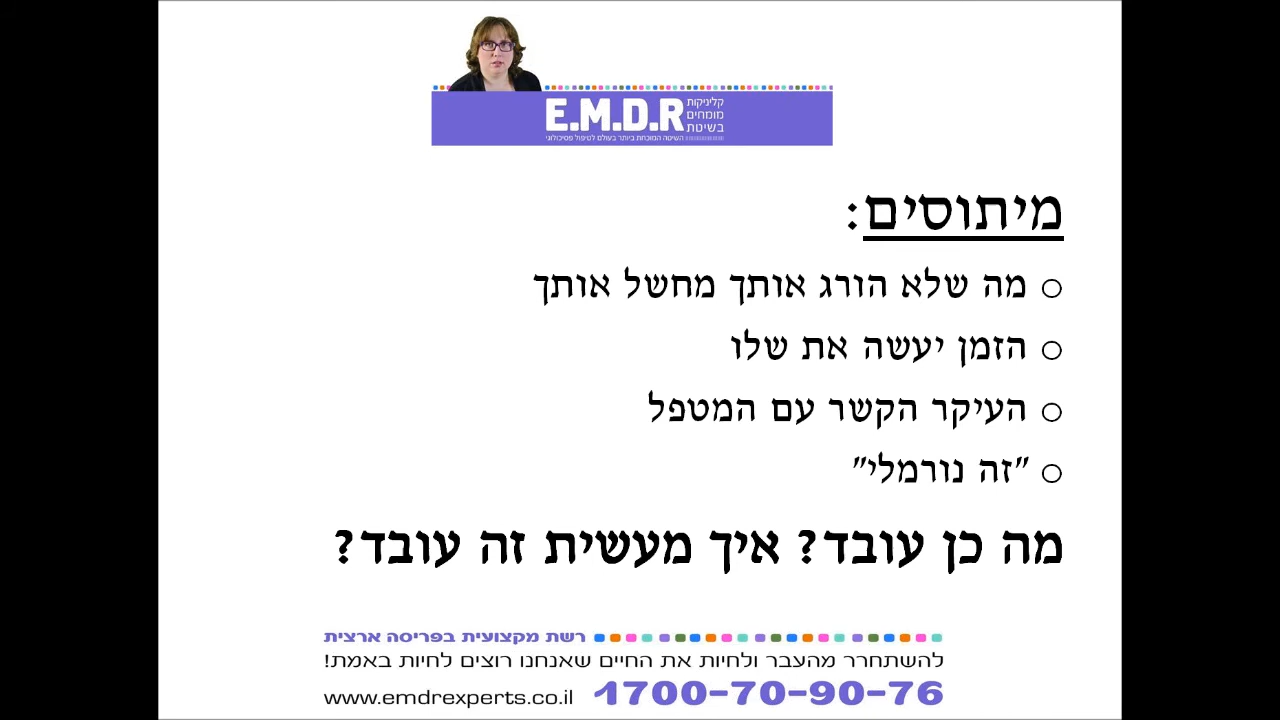 E.M.D.R קליניקות
מומחים
בשיטת
השיטה המוכחת ביותר בעולם לטיפול פסיכולוגי
מיתוסים:
מה שלא הורג אותך מחשל אותך
הזמן יעשה את שלו
העיקר הקשר עם המטפל
"זה נורמלי"
מה כן עובד? איך מעשית זה עובד?
רשת מקצועית בפריסה ארצית
להשתחרר מהעבר ולחיות את החיים שאנחנו רוצים לחיות באמת!
1700-70-90-76 www.emdrexperts.co.il